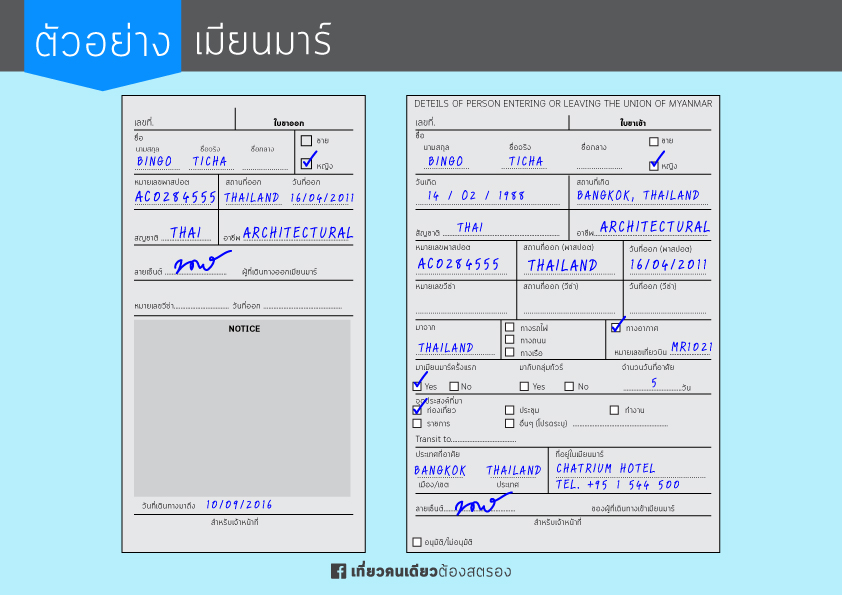 ตัวอย่าง เมียนมาร์
เลขที่. ใบขาออก
ชื่อ
นามสกุล ชื่อจริง ชื่อกลาง ชาย
BINGO TICHA หญิง
หมายเลขพาสปอต สถานที่ออก วันที่ออก
AC0284555 THAILAND 16/04/2011
สัญชาติ THAI อาชีพ ARCHITECTURAL
ลายเซ็นต์ ผู้ที่เดินทางออกเมียนมาร์
หมายเลขวีซ่า วันที่ออก
NOTICE
วันที่เดินทางมาถึง 10/09/2016
สำหรับเจ้าหน้าที่
DETEILS OF PERSON ENTERING OR LEAVING THE UNION OF MYANMAR
เลขที่. ใบขาเข้า
ชื่อ
นามสกุล ชื่อจริง ชื่อกลาง ชาย
BINGO TICHA หญิง
วันเกิด สถานที่เกิด
14 / 02 / 1988 BANGKOK, THAILAND
สัญชาติ THAI อาชีพ ARCHITECTURAL
หมายเลขพาสปอต สถานที่ออก (พาสปอต) วันที่ออก (พาสปอต)
AC0284555 THAILAND 16/04/2011
หมายเลขวีซ่า สถานที่ออก (วีซ่า) วันที่ออก (วีซ่า)
มาจาก ทางรถไฟ ทางอากาศ
ทางถนน
THAILAND ทางเรือ หมายเลขเที่ยวบิน MR1021
มาเมียนมาร์ครั้งแรก มากับกลุ่มทัวร์ จำนวนวันที่อาศัย
Yes No Yes No 5 วัน
จุดประสงค์ที่มา
ท่องเที่ยว ประชุม ทำงาน
ราชการ อื่นๆ (โปรดระบุ)
Transit to
ประเทศที่อาศัย ที่อยู่ในเมียนมาร์
BANGKOK THAILAND CHATRIUM HOTEL
เมือง/เขต ประเทศ TEL. +95 1 544 500
ลายเซ็นต์ ของผู้ที่เดินทางเข้าเมียนมาร์
สำหรับเจ้าหน้าที่
อนุมัติ/ไม่อนุมัติ
เที่ยวคนเดียวต้องสตรอง